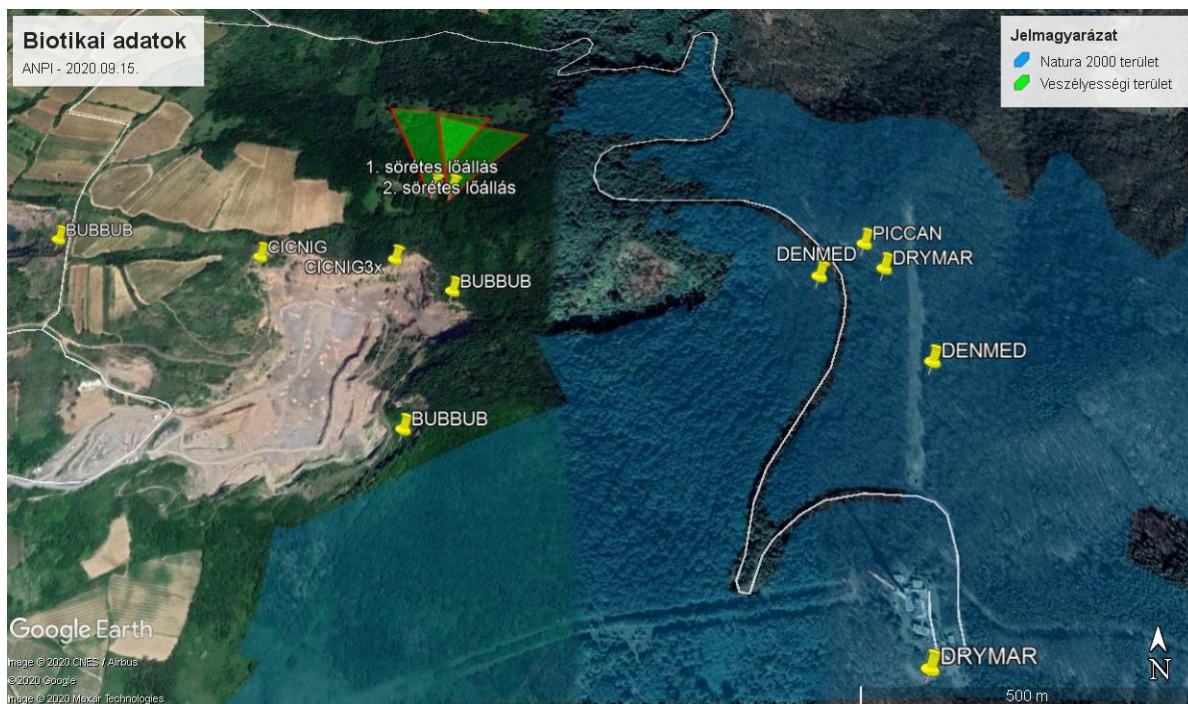 Biotikai adatok
ANPI - 2020.09.15.
Jelmagyarázat
Natura 2000 terület
Veszélyességi terület
1. sörétes lőállás
2. sörétes lőállás
BUBBUB
CICNIG
CICNIG3x
BUBBUB
BUBBUB
PICCAN
DENMED
DRYMAR
DENMED
DRYMAR
Google Earth
Image © 2020 CNES / Airbus
© 2020 Google
Image © 2020 Maxar Technologies
N
500 m